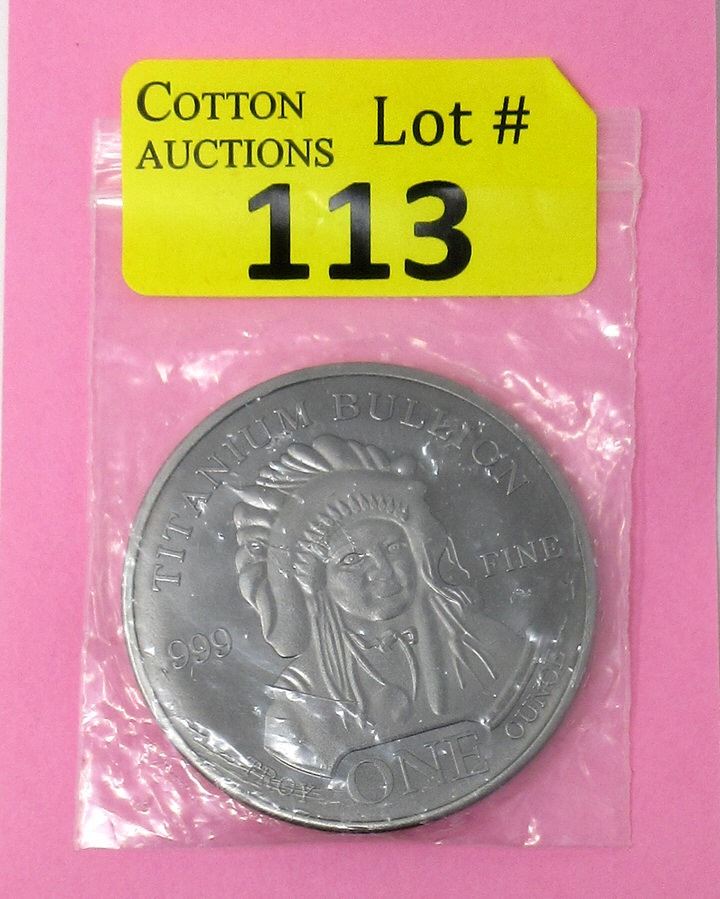 COTTON
AUCTIONS
Lot #
113
TITANIUM BULLION
999
FINE
TROY
ONE
OUNCE